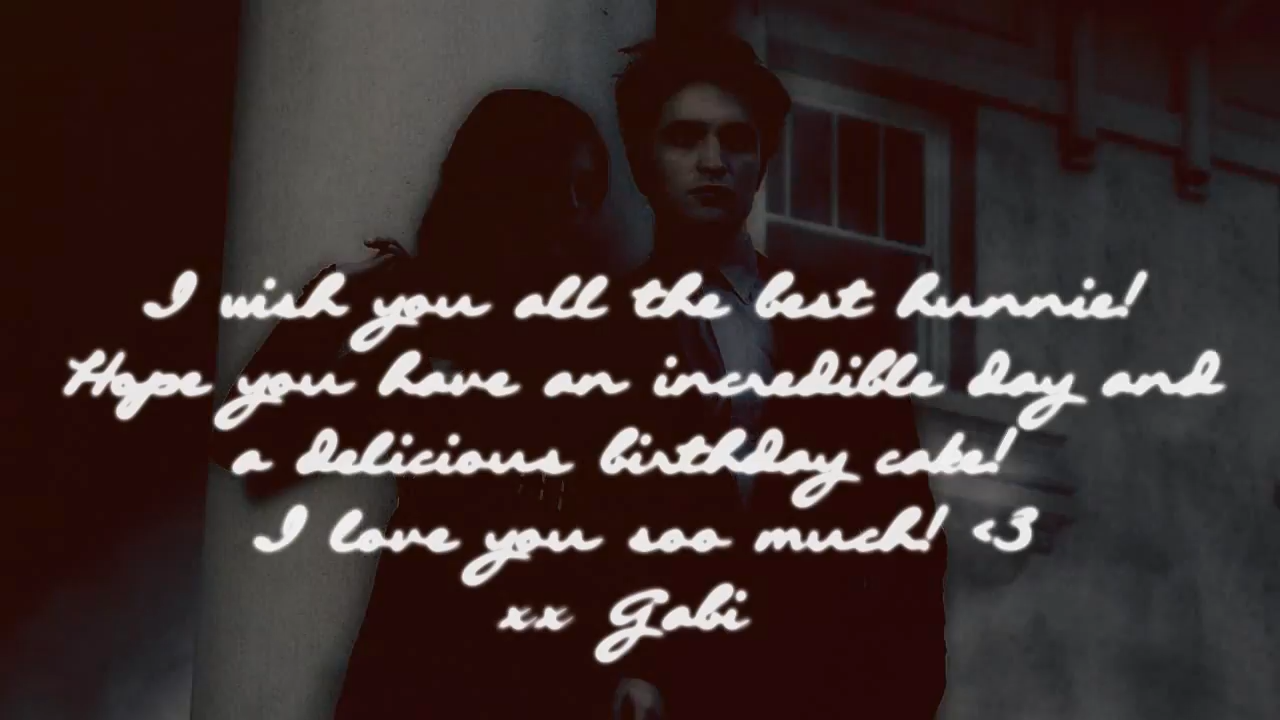 I wish you all the best hunnie!
Hope you have an incredible day and
a delicious birthday cake!
I love you soo much! <3
xx Gabi